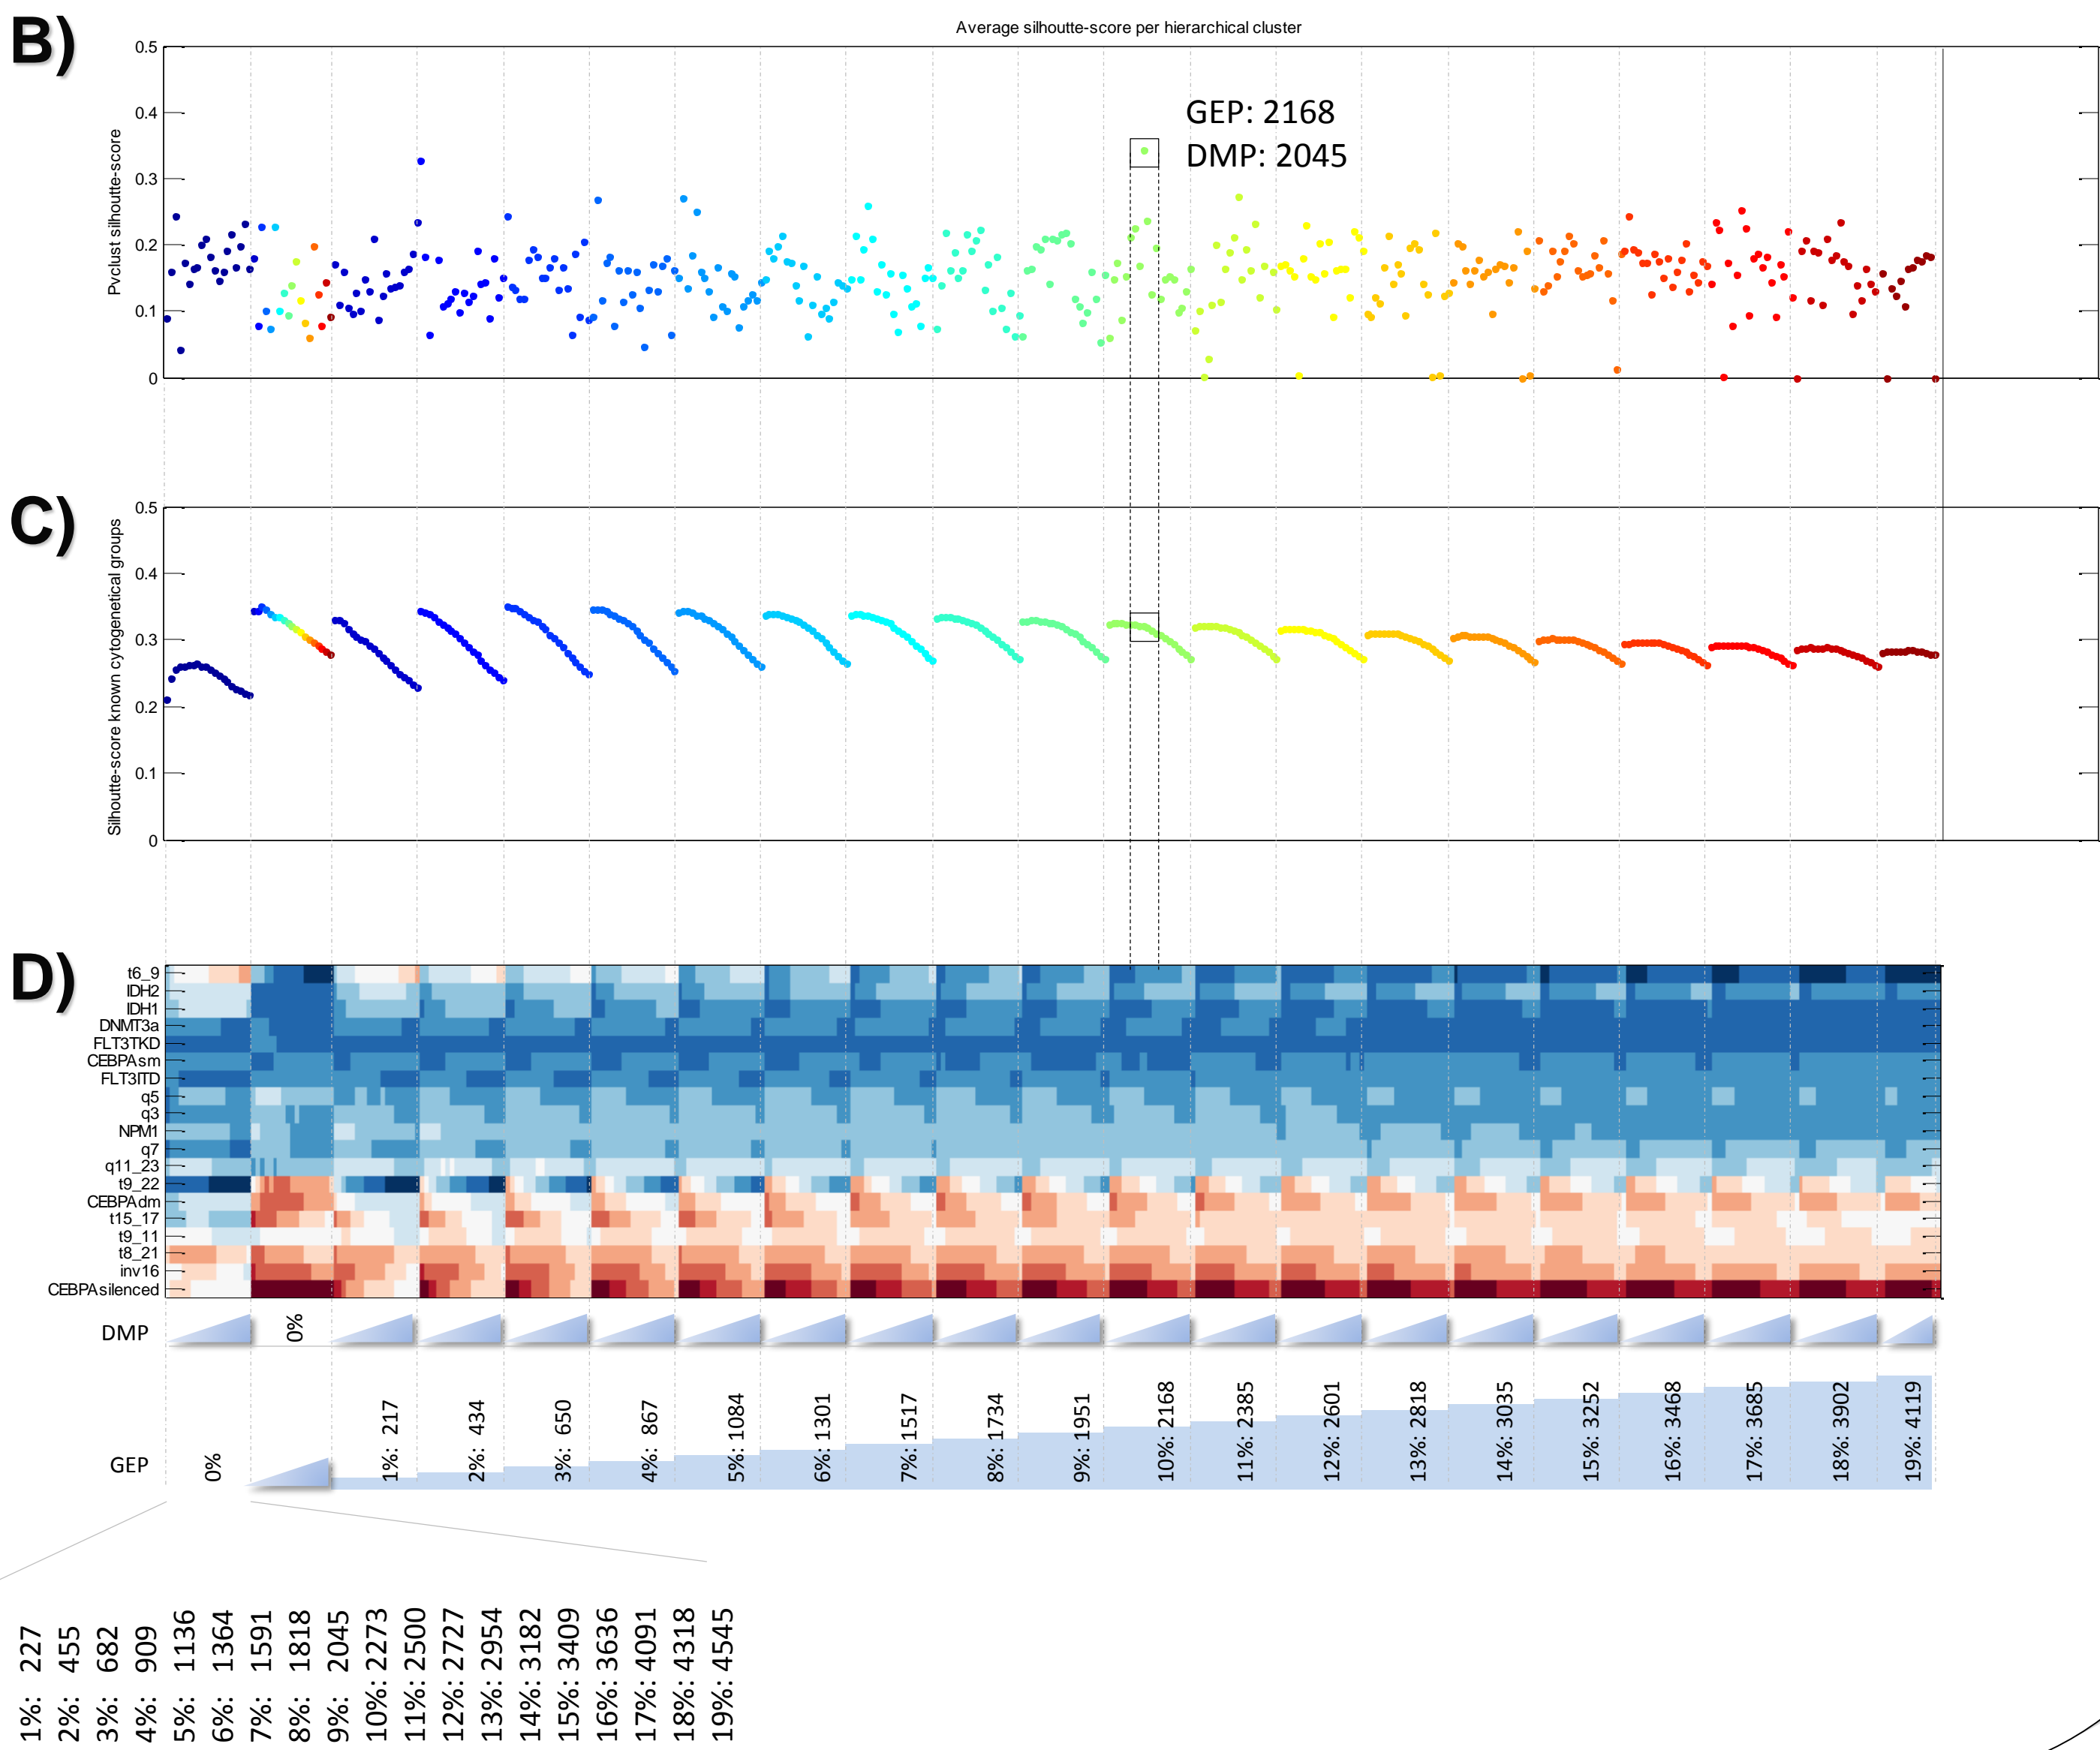 B)
Average silhoutte-score per hierarchical cluster
Pvclust silhoutte-score
0.5
0.4
0.3
0.2
0.1
0
GEP: 2168
DMP: 2045
C)
Silhoutte-score known cytogenetical groups
0.5
0.4
0.3
0.2
0.1
0
D)
t6_9
IDH2
IDH1
DNMT3a
FLT3TKD
CEBPAsm
FLT3ITD
q5
q3
NPM1
q7
q11_23
t9_22
CEBPAdm
t15_17
t9_11
t8_21
inv16
CEBPAsilenced
DMP
0%
GEP
0%
1%: 217
2%: 434
3%: 650
4%: 867
5%: 1084
6%: 1301
7%: 1517
8%: 1734
9%: 19511
10%: 2168
11%: 2385
12%: 2601
13%: 2818
14%: 3035
15%: 3252
16%: 3468
17%: 3685
18%: 3902
19%: 4119
1%: 227
2%: 455
3%: 682
4%: 909
5%: 1136
6%: 1364
7%: 1591
8%: 1818
9%: 2045
10%: 2273
11%: 2500
12%: 2727
13%: 2954
14%: 3182
15%: 3409
16%: 3636
17%: 4091
18%: 4318
19%: 4545